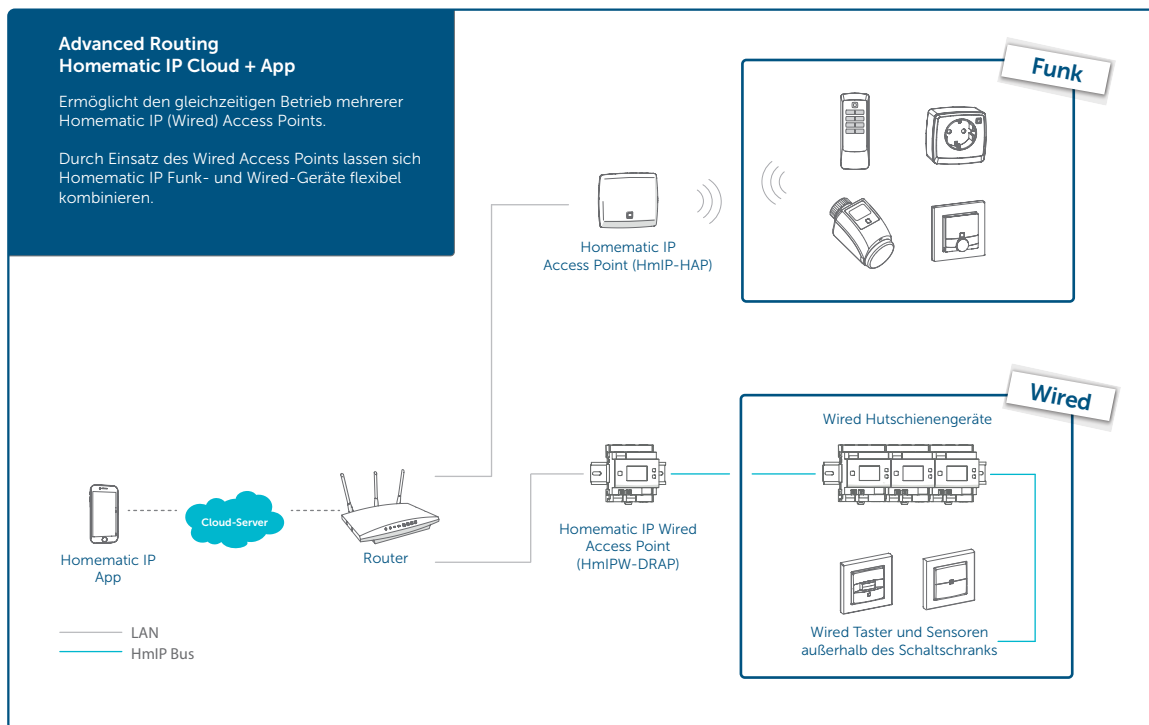 Advanced Routing
Homematic IP Cloud + App
Ermöglicht den gleichzeitigen Betrieb mehrerer
Homematic IP (Wired) Access Points.
Durch Einsatz des Wired Access Points lassen sich
Homematic IP Funk- und Wired-Geräte flexibel
kombinieren.
Funk
Homematic IP
Access Point (HmIP-HAP)
Wired
Wired Hutschienengeräte
Cloud-Server
Homematic IP
App
Router
Homematic IP Wired
Access Point
(HmIPW-DRAP)
Wired Taster und Sensoren
außerhalb des Schaltschranks
LAN
HmIP Bus